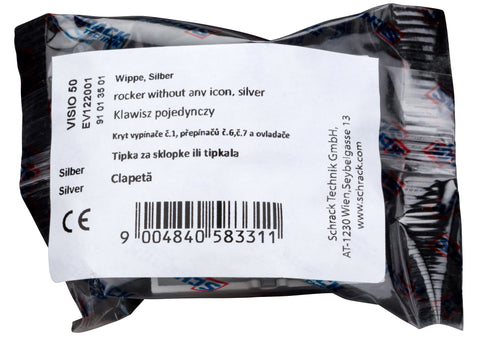 VISIO 50
EV122001
91 01 35 01
Wippe, Silber
rocker without any icon, silver
Klawisz pojedynczy
Kryt vypínače č.1, přepínačů č.6,č.7 a ovladače
Tipka za sklopke ili tipkala
Clapetă
Silber
Silver
CE
9 004840 583311
Schrack Technik GmbH,
AT-1230 Wien,Seybelgasse 13
www.schrack.com